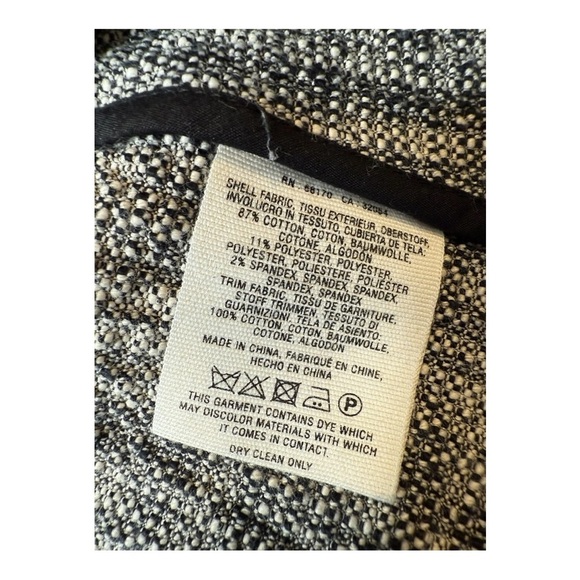 RN 66170 CA 32054
SHELL FABRIC, TISSU EXTERIEUR, OBERSTOFF,
INVOLUCRO IN TESSUTO, CUBIERTA DE TELA,
87% COTTON, COTON, BAUMWOLLE,
COTONE, ALGODÓN
11% POLYESTER, POLYESTER,
POLYESTER, POLIESTERE, POLIESTER
2% SPANDEX, SPANDEX, SPANDEX,
SPANDEX, SPANDEX
TRIM FABRIC, TISSU DE GARNITURE,
STOFF TRIMMEN, TESSUTO DI
GUARNIZIONI, TELA DE ASIENTO,
100% COTTON, COTON, BAUMWOLLE,
COTONE, ALGODÓN
MADE IN CHINA, FABRIQUÉ EN CHINE,
HECHO EN CHINA
P
THIS GARMENT CONTAINS DYE WHICH
MAY DISCOLOR MATERIALS WITH WHICH
IT COMES IN CONTACT.
DRY CLEAN ONLY